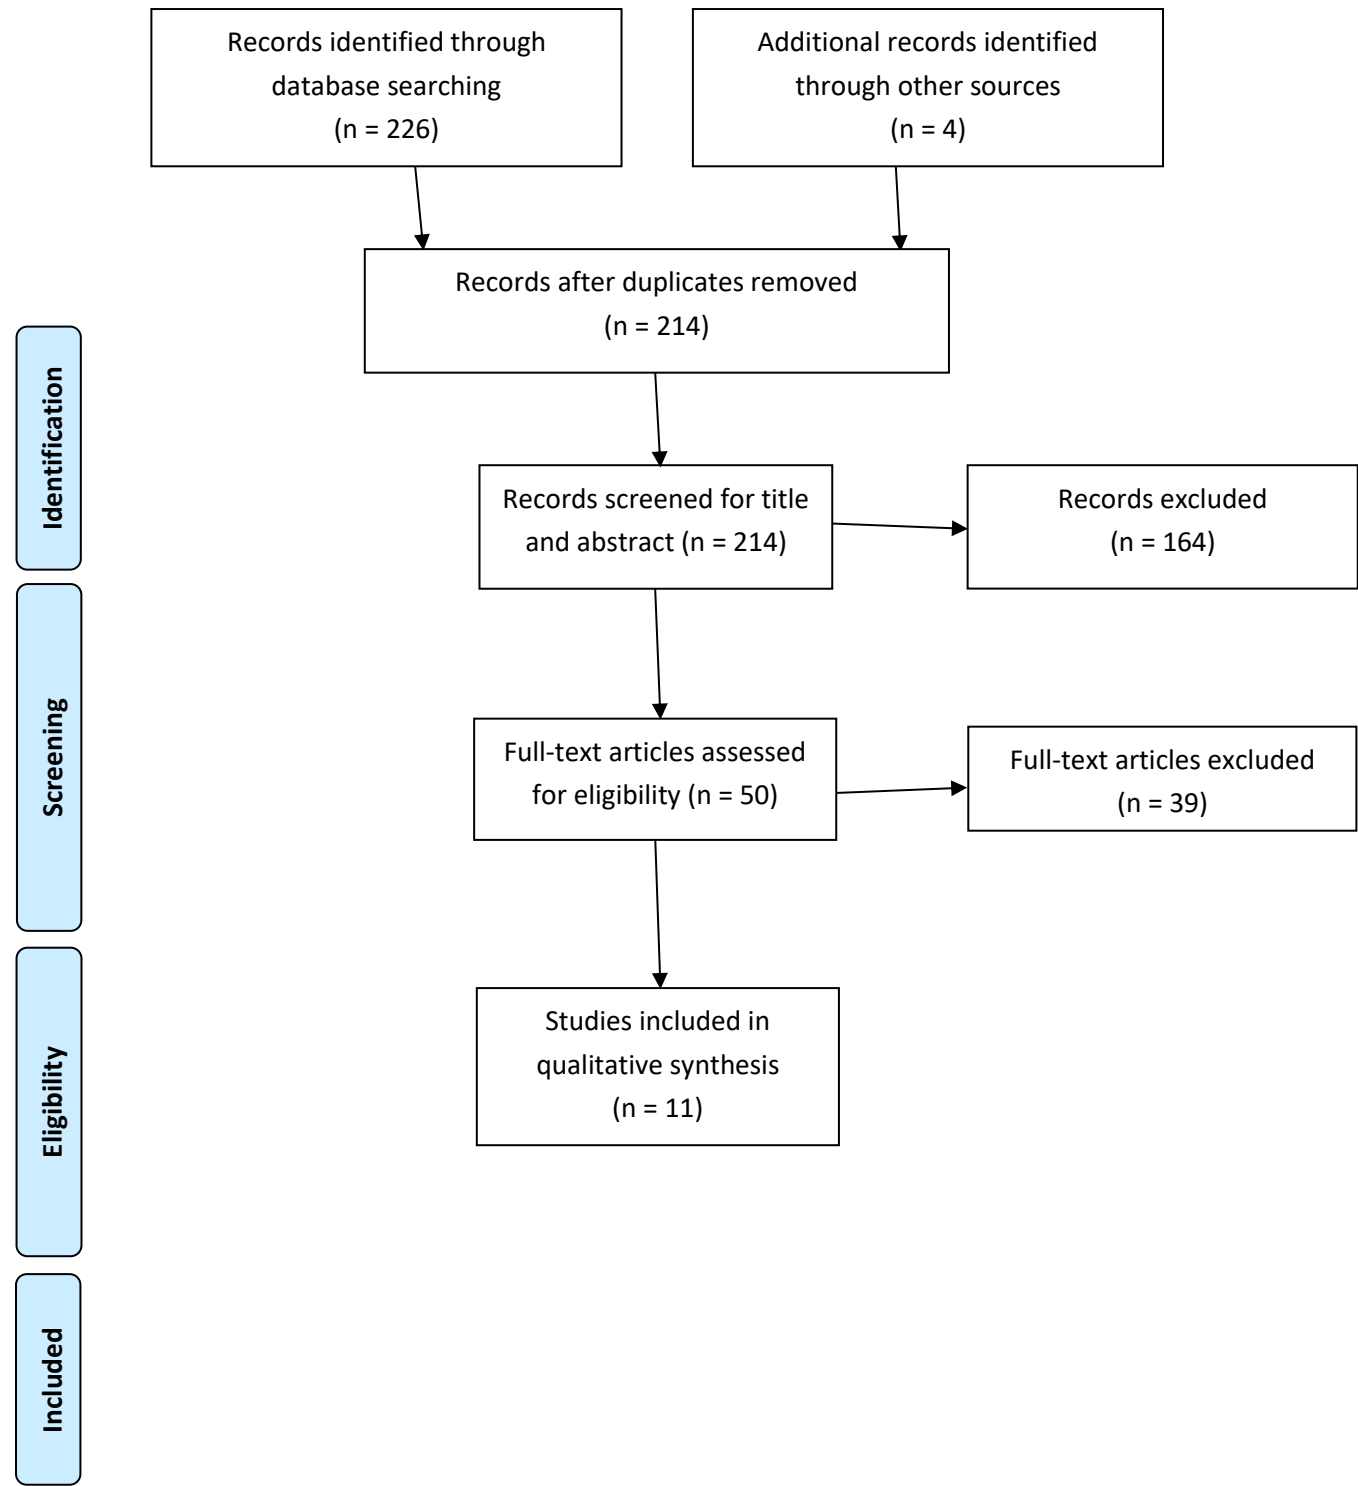 Records identified through
database searching
(n = 226)
Additional records identified
through other sources
(n = 4)
Records after duplicates removed
(n = 214)
Identification
Records screened for title
and abstract (n = 214)
Records excluded
(n = 164)
Screening
Full-text articles assessed
for eligibility (n = 50)
Full-text articles excluded
(n = 39)
Eligibility
Studies included in
qualitative synthesis
(n = 11)
Included